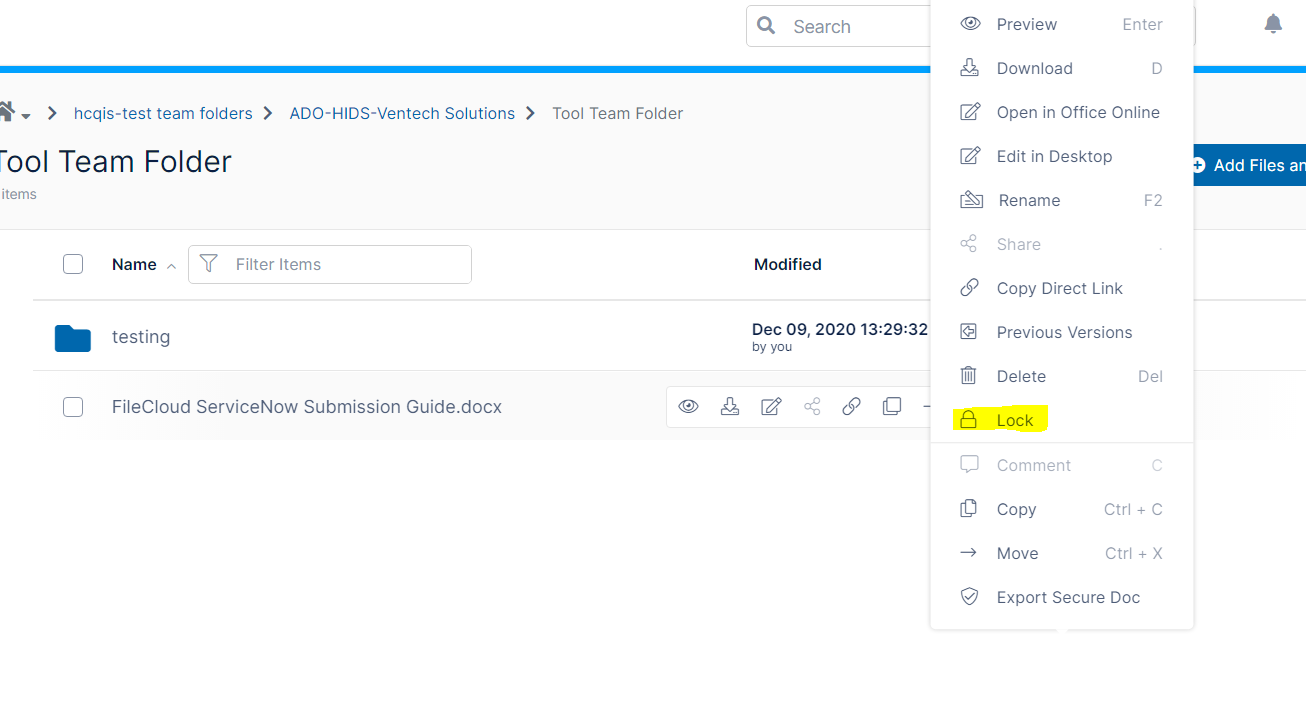 Search
hcqis-test team folders
ADO-HIDS-Ventech Solutions
Tool Team Folder
Tool Team Folder
items
Add Files an
Name
Filter Items
Modified
testing
Dec 09, 2020 13:29:32
by you
FileCloud ServiceNow Submission Guide.docx
Preview Enter
Download D
Open in Office Online
Edit in Desktop
Rename F2
Share .
Copy Direct Link
Previous Versions
Delete Del
Lock
Comment C
Copy Ctrl + C
Move Ctrl + X
Export Secure Doc